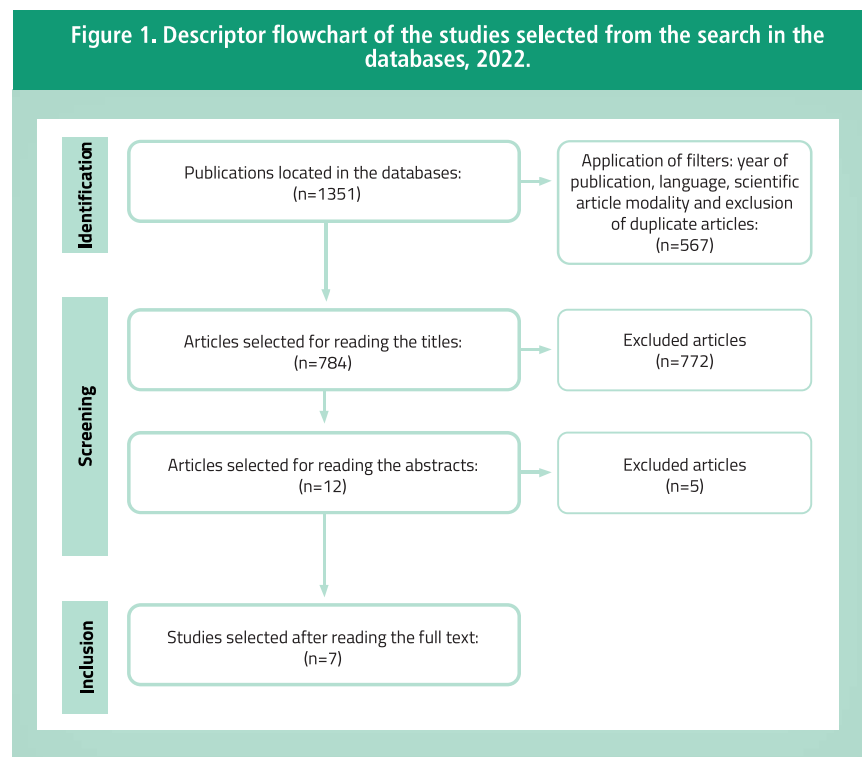 Figure 1. Descriptor flowchart of the studies selected from the search in the
databases, 2022.
Identification
Publications located in the databases:
(n=1351)
Application of filters: year of
publication, language, scientific
article modality and exclusion
of duplicate articles:
(n=567)
Screening
Articles selected for reading the titles:
(n=784)
Excluded articles
(n=772)
Articles selected for reading the abstracts:
(n=12)
Excluded articles
(n=5)
Inclusion
Studies selected after reading the full text:
(n=7)